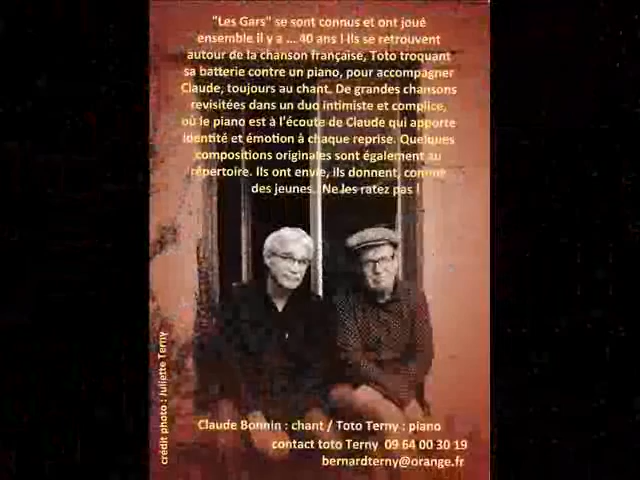 "Les Gars" se sont connus et ont joué
ensemble il y a ... 40 ans ! Ils se retrouvent
autour de la chanson française, Toto troquant
sa batterie contre un piano, pour accompagner
Claude, toujours au chant. De grandes chansons
revisitées dans un duo intimiste et complice,
où le piano est à l'écoute de Claude qui apporte
identité et émotion à chaque reprise. Quelques
compositions originales sont également au
répertoire. Ils ont envie, ils donnent, comme
des jeunes.. Ne les ratez pas !
crédit photo : Juliette Terny
Claude Bonnin : chant / Toto Terny : piano
contact toto Terny 09 64 00 30 19
bernardterny@orange.fr